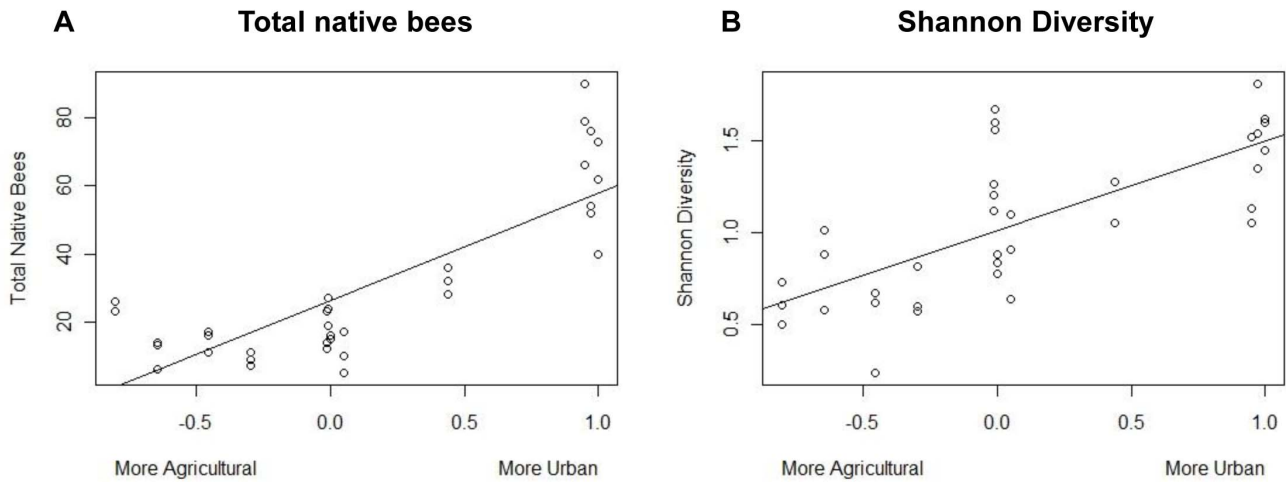 A Total native bees
Total Native Bees
80
60
40
20
-0.5 0.0 0.5 1.0
More Agricultural More Urban
B Shannon Diversity
Shannon Diversity
1.5
1.0
0.5
-0.5 0.0 0.5 1.0
More Agricultural More Urban